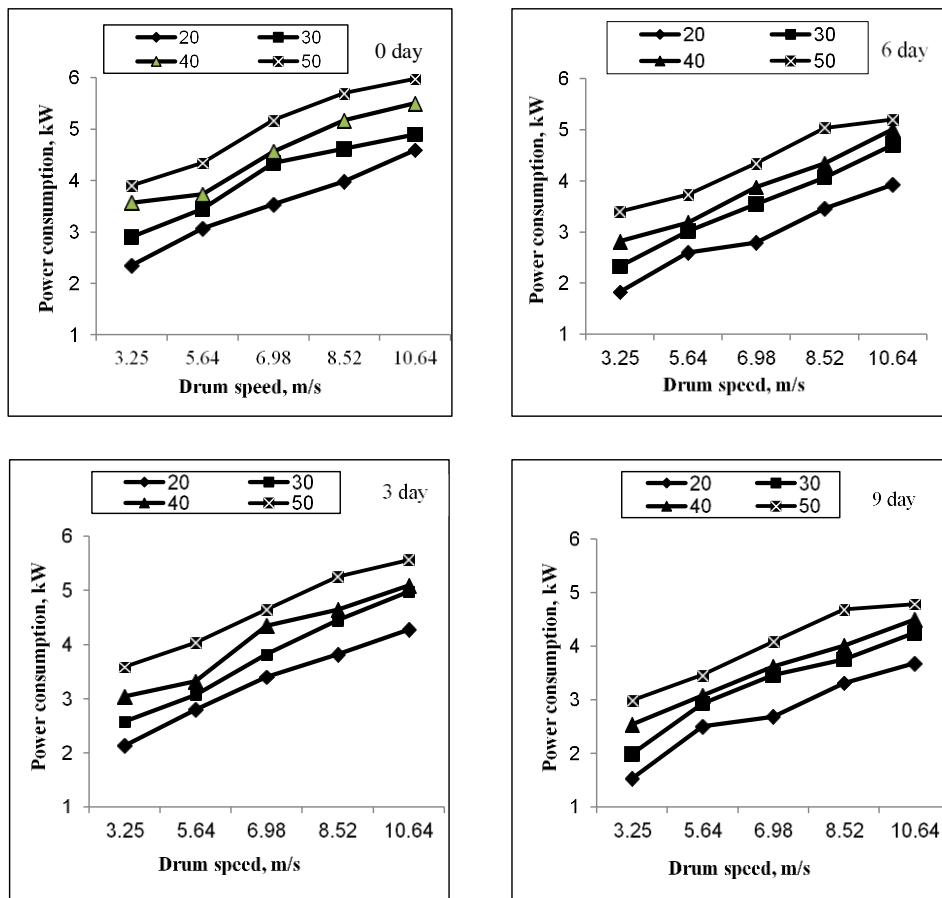 20 30
40 50
0 day
Power consumption, kW
6
5
4
3
2
1
3.25 5.64 6.98 8.52 10.64
Drum speed, m/s
20 30
40 50
6 day
Power consumption, kW
6
5
4
3
2
1
3.25 5.64 6.98 8.52 10.64
Drum speed, m/s
20 30
40 50
3 day
Power consumption, kW
6
5
4
3
2
1
3.25 5.64 6.98 8.52 10.64
Drum speed, m/s
20 30
40 50
9 day
Power consumption, kW
6
5
4
3
2
1
3.25 5.64 6.98 8.52 10.64
Drum speed, m/s